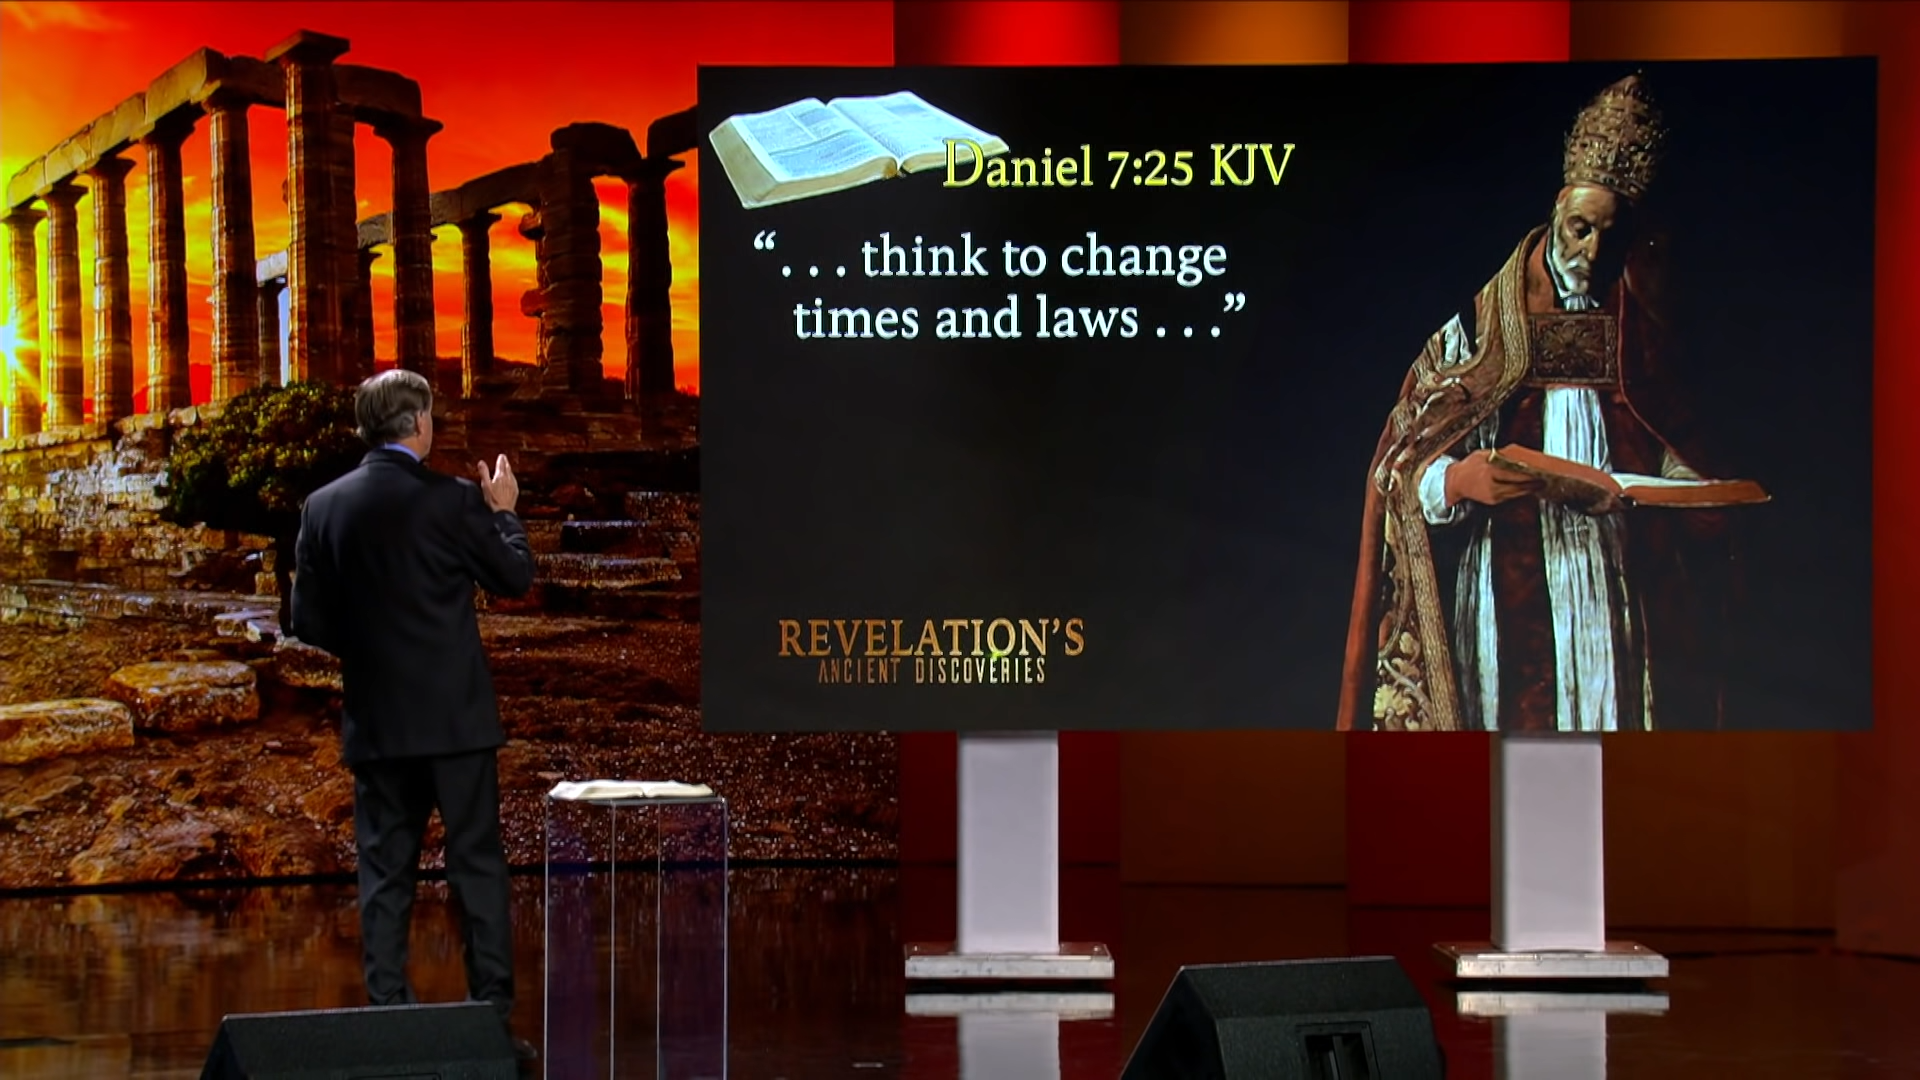 Daniel 7:25 KJV
“. . . think to change
times and laws . . .”
REVELATION’S
ANCIENT DISCOVERIES